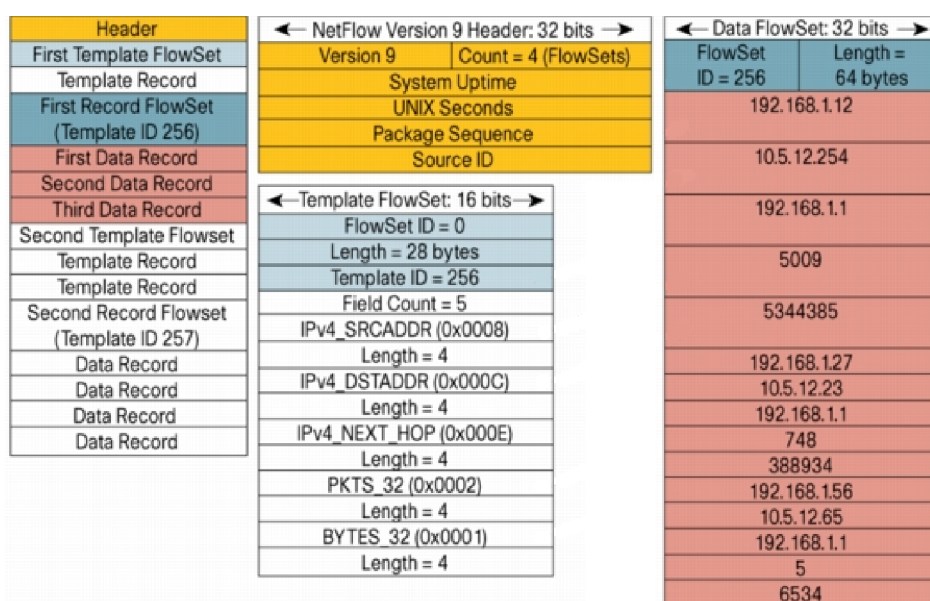 Header
First Template FlowSet
Template Record
First Record FlowSet
(Template ID 256)
First Data Record
Second Data Record
Third Data Record
Second Template Flowset
Template Record
Template Record
Second Record Flowset
(Template ID 257)
Data Record
Data Record
Data Record
Data Record
NetFlow Version 9 Header: 32 bits
Version 9
Count = 4 (FlowSets)
System Uptime
UNIX Seconds
Package Sequence
Source ID
Template FlowSet: 16 bits
FlowSet ID = 0
Length = 28 bytes
Template ID = 256
Field Count = 5
IPv4_SRCADDR (0x0008)
Length = 4
IPv4_DSTADDR (0x000C)
Length = 4
IPv4_NEXT_HOP (0x000E)
Length = 4
PKTS_32 (0x0002)
Length = 4
BYTES_32 (0x0001)
Length = 4
Data FlowSet: 32 bits
FlowSet
ID = 256
Length =
64 bytes
192.168.1.12
10.5.12.254
192.168.1.1
5009
5344385
192.168.1.27
10.5.12.23
192.168.1.1
748
388934
192.168.1.56
10.5.12.65
192.168.1.1
5
6534